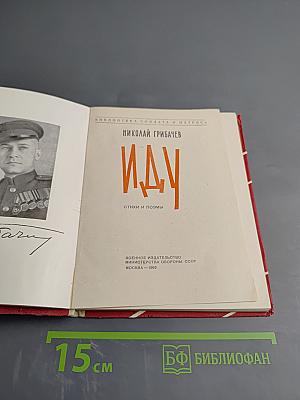 БИБЛИОТЕКА СОЛДАТА И МАТРОСА
НИКОЛАЙ ГРИБАЧЕВ
ИДУ
СТИХИ И ПОЭМЫ
ВОЕННОЕ ИЗДАТЕЛЬСТВО
МИНИСТЕРСТВА ОБОРОНЫ СССР
МОСКВА —
15 см
БФ БИБЛИОФАН